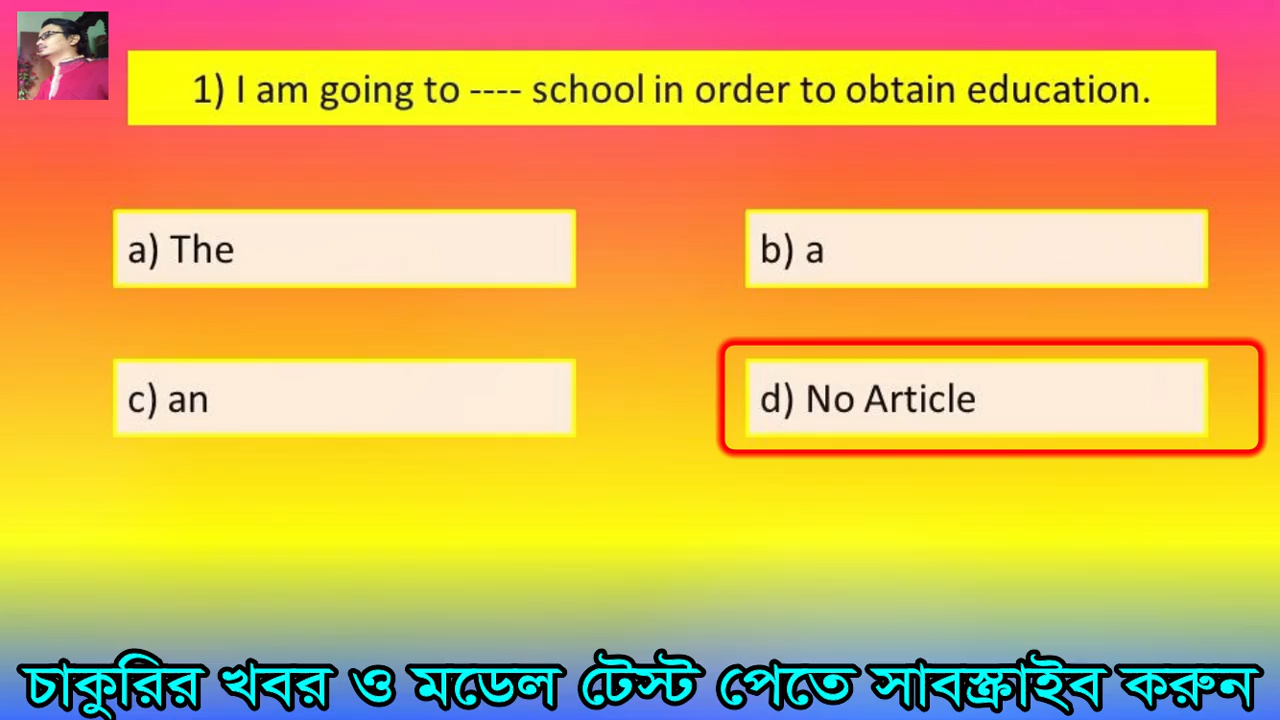 1) I am going to ---- school in order to obtain education.
a) The
b) a
c) an
d) No Article
চাকুরির খবর ও মডেল টেস্ট পেতে সাবস্ক্রাইব করুন